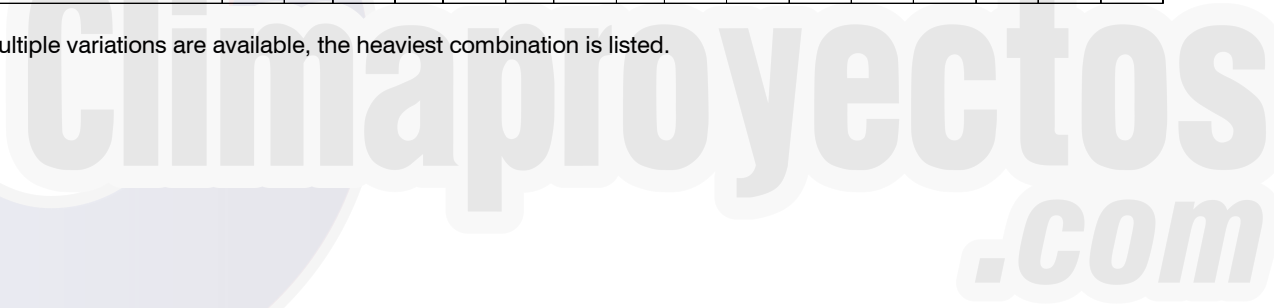 ultiple variations are available, the heaviest combination is listed.
Climaproyectos
.com